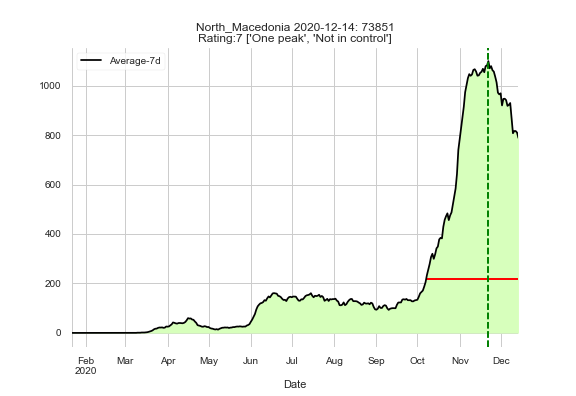 North_Macedonia 2020-12-14: 73851
Rating:7 ['One peak', 'Not in control']
Average-7d
1000
800
600
400
200
0
Feb Mar Apr May Jun Jul Aug Sep Oct Nov Dec
2020
Date